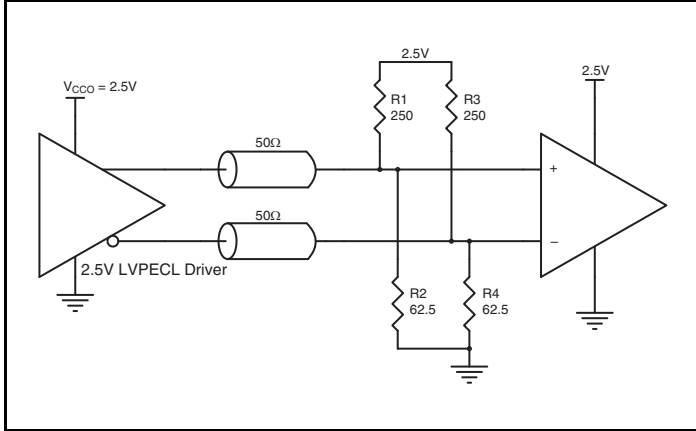 2.5V
V_CCO = 2.5V
2.5V
R1
250
R3
250
50Ω
+
50Ω
−
2.5V LVPECL Driver
R2
62.5
R4
62.5